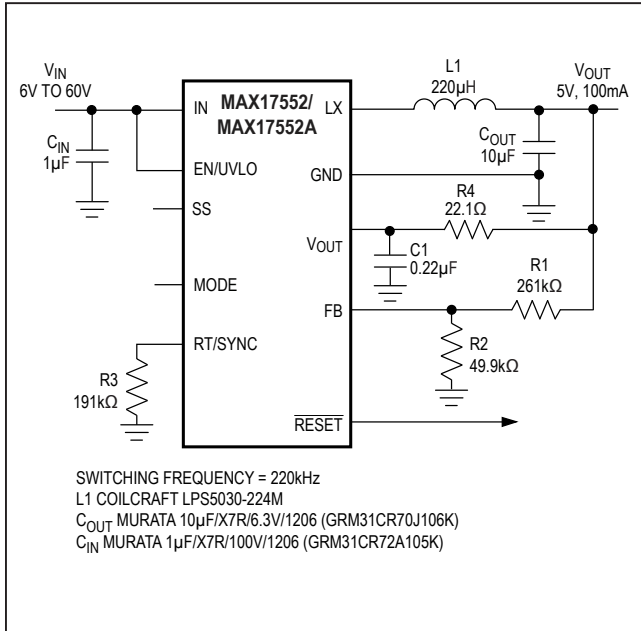 V_IN
6V TO 60V
C_IN
1µF
IN
EN/UVLO
SS
MODE
RT/SYNC
R3
191kΩ
MAX17552/
MAX17552A
LX
GND
V_OUT
FB
RESET
L1
220µH
V_OUT
5V, 100mA
C_OUT
10µF
R4
22.1Ω
C1
0.22µF
R1
261kΩ
R2
49.9kΩ
SWITCHING FREQUENCY = 220kHz
L1 COILCRAFT LPS5030-224M
C_OUT MURATA 10µF/X7R/6.3V/1206 (GRM31CR70J106K)
C_IN MURATA 1µF/X7R/100V/1206 (GRM31CR72A105K)